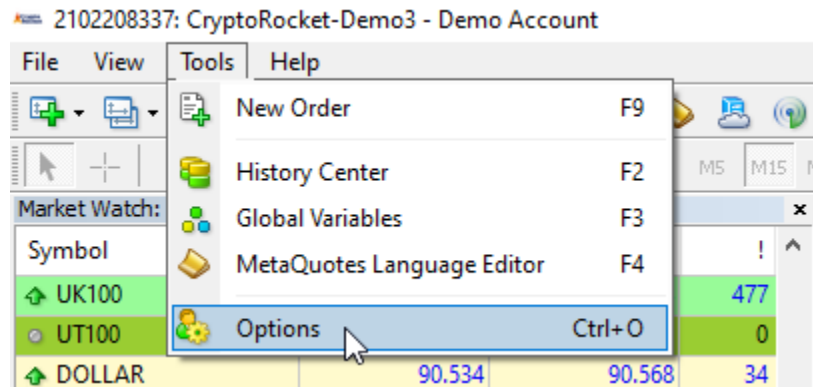 2102208337: CryptoRocket-Demo3 - Demo Account
File View Tools Help
New Order F9
M5 M15
History Center F2
Market Watch:
Global Variables F3
Symbol !
MetaQuotes Language Editor F4
UK100 477
Options Ctrl+O
UT100 0
DOLLAR 90.534 90.568 34